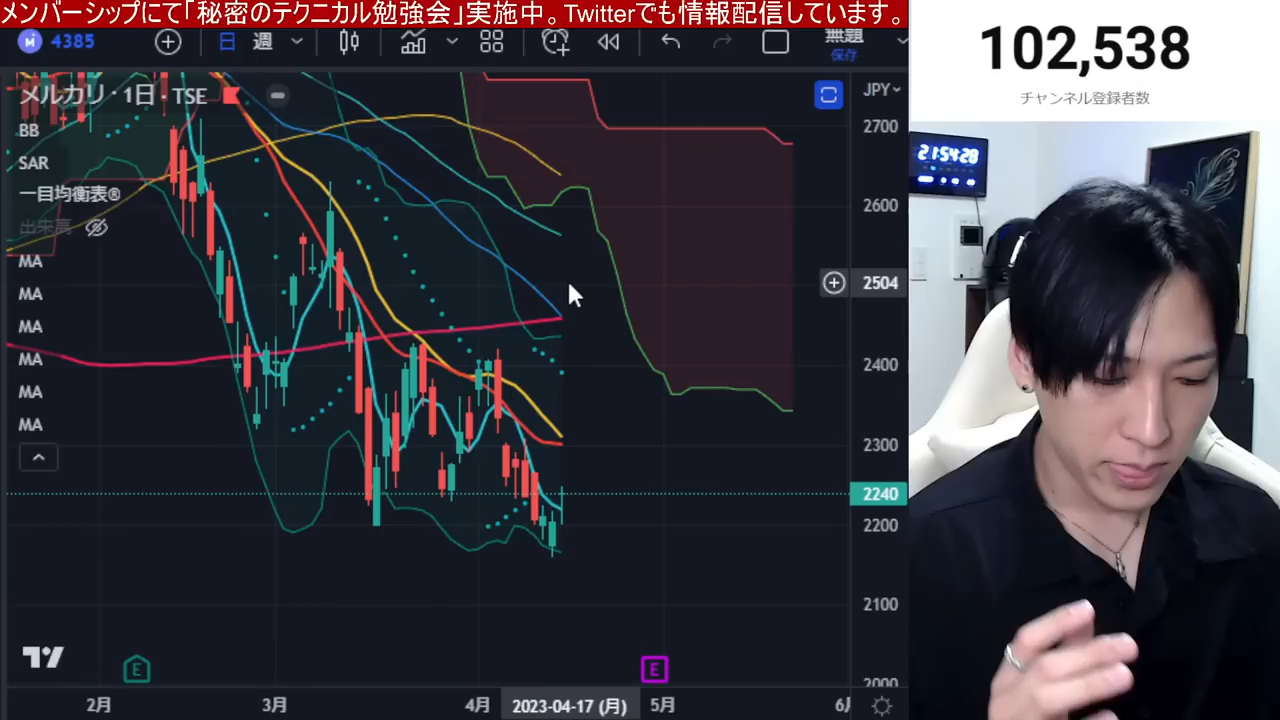 メンバーシップにて「秘密のテクニカル勉強会」実施中。Twitterでも情報配信しています。
4385 日 週 無題
保存
メルカリ · 1日 · TSE
JPY
BB
SAR
一目均衡表®
出来高
MA
MA
MA
MA
MA
MA
2700
2600
2504
2400
2300
2240
2200
2100
2000
E E
2月 3月 4月 2023-04-17 (月) 5月 6月
102,538
チャンネル登録者数
21:54:28